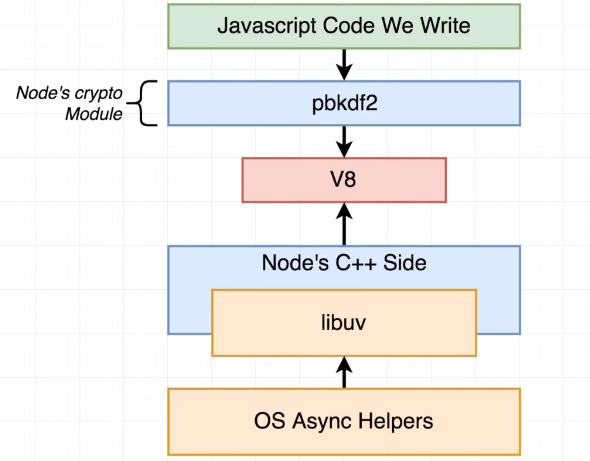 Javascript Code We Write
Node's crypto
Module
pbkdf2
V8
Node's C++ Side
libuv
OS Async Helpers